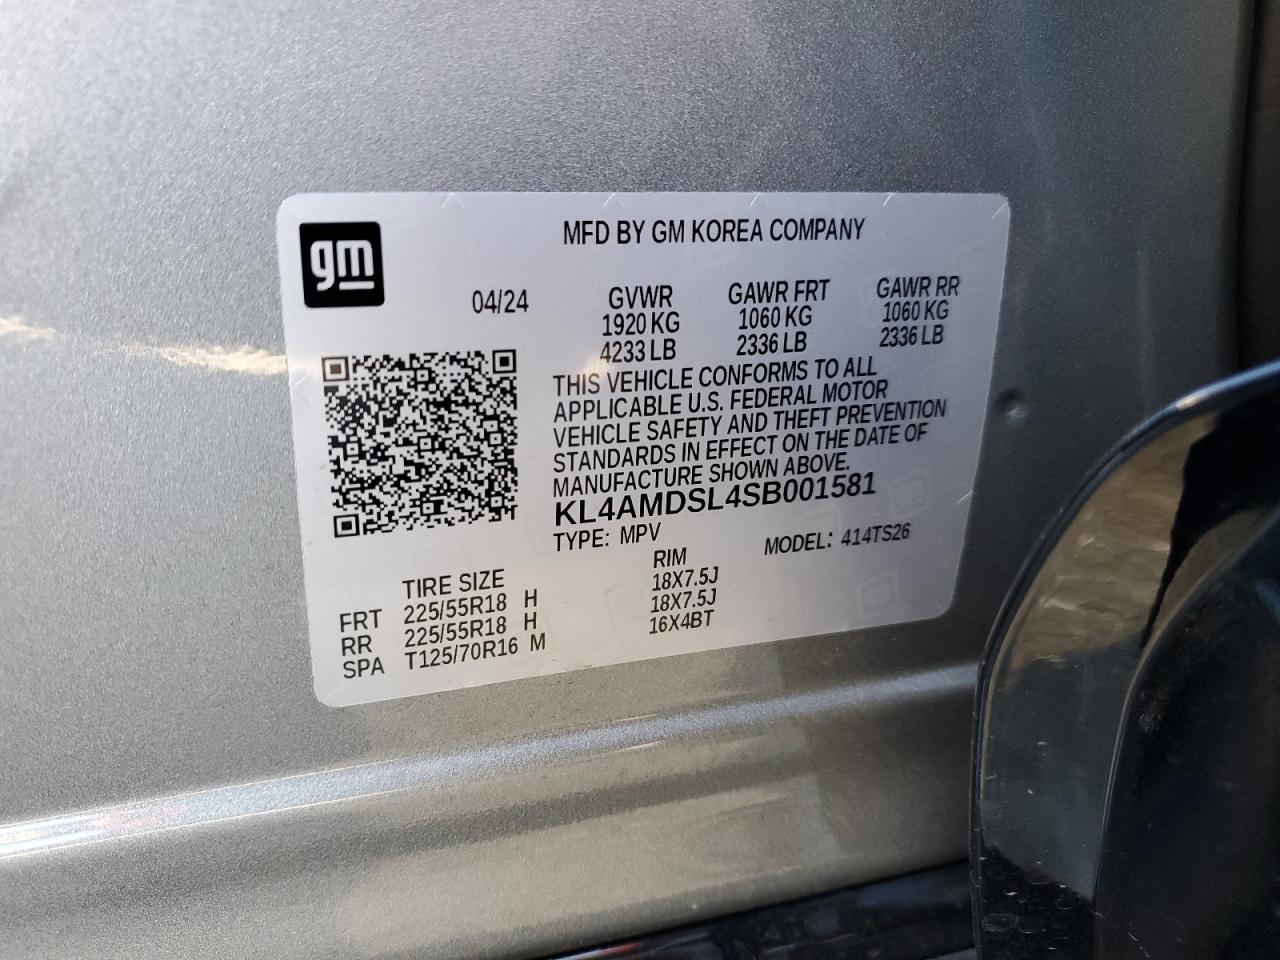 gm
MFD BY GM KOREA COMPANY
04/24 GVWR GAWR FRT GAWR RR
1920 KG 1060 KG 1060 KG
4233 LB 2336 LB 2336 LB
THIS VEHICLE CONFORMS TO ALL
APPLICABLE U.S. FEDERAL MOTOR
VEHICLE SAFETY AND THEFT PREVENTION
STANDARDS IN EFFECT ON THE DATE OF
MANUFACTURE SHOWN ABOVE.
KL4AMDSL4SB001581
TYPE: MPV MODEL: 414TS26
TIRE SIZE RIM
FRT 225/55R18 H 18X7.5J
RR 225/55R18 H 18X7.5J
SPA T125/70R16 M 16X4BT